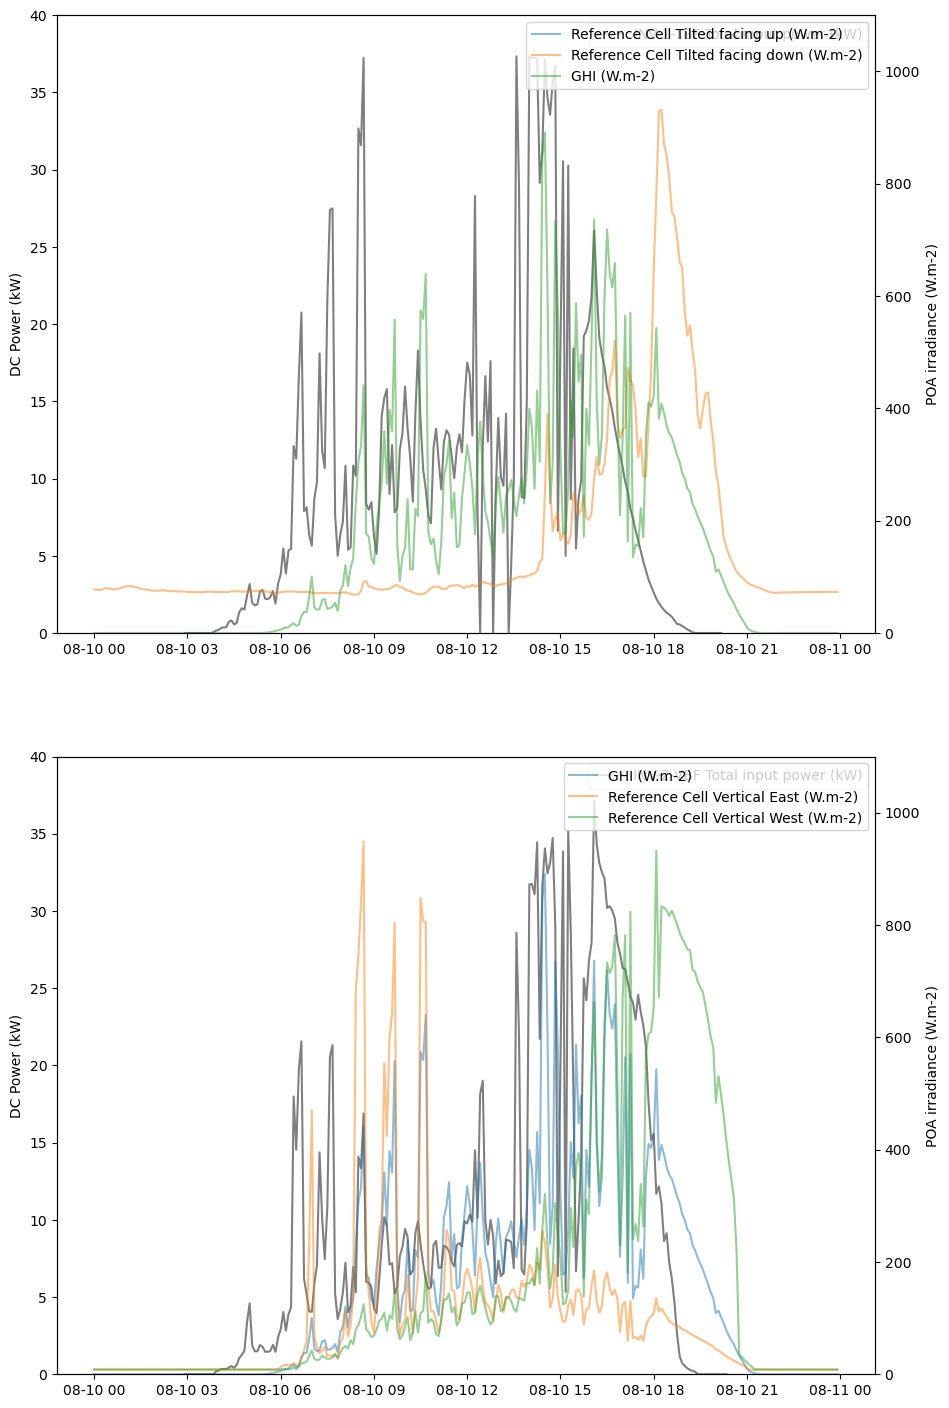 Reference Cell Tilted facing up (W.m-2)
Reference Cell Tilted facing down (W.m-2)
GHI (W.m-2)
40
35
30
25
20
15
10
5
0
DC Power (kW)
1000
800
600
400
200
0
POA irradiance (W.m-2)
08-10 00 08-10 03 08-10 06 08-10 09 08-10 12 08-10 15 08-10 18 08-10 21 08-11 00
GHI (W.m-2) Total input power (kW)
Reference Cell Vertical East (W.m-2)
Reference Cell Vertical West (W.m-2)
40
35
30
25
20
15
10
5
0
DC Power (kW)
1000
800
600
400
200
0
POA irradiance (W.m-2)
08-10 00 08-10 03 08-10 06 08-10 09 08-10 12 08-10 15 08-10 18 08-10 21 08-11 00